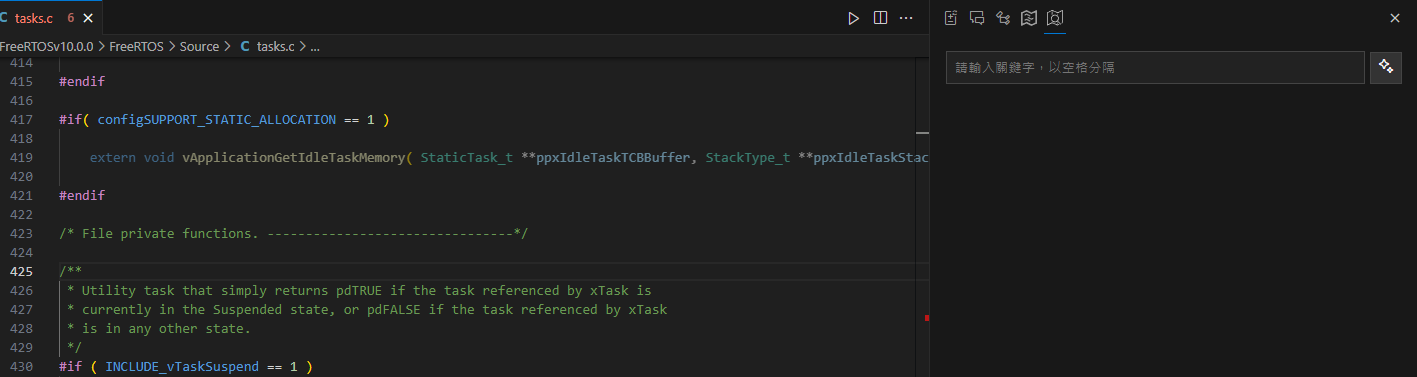 tasks.c 6
FreeRTOSv10.0.0 > FreeRTOS > Source > C tasks.c > ...
414
415 #endif
416
417 #if( configSUPPORT_STATIC_ALLOCATION == 1 )
418
419 extern void vApplicationGetIdleTaskMemory( StaticTask_t **ppxIdleTaskTCBBuffer, StackType_t **ppxIdleTaskStac
420
421 #endif
422
423 /* File private functions. --------------------------------*/
424
425 /**
426 * Utility task that simply returns pdTRUE if the task referenced by xTask is
427 * currently in the Suspended state, or pdFALSE if the task referenced by xTask
428 * is in any other state.
429 */
430 #if ( INCLUDE_vTaskSuspend == 1 )
請輸入關鍵字，以空格分隔